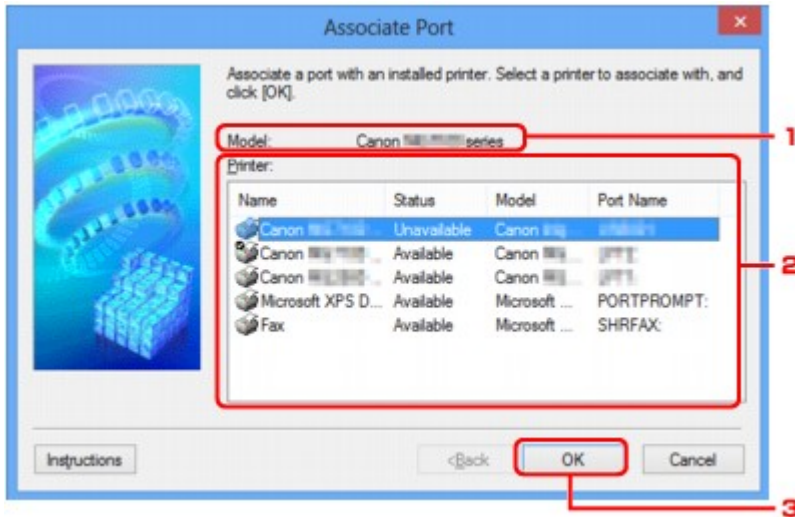 Associate Port
Associate a port with an installed printer. Select a printer to associate with, and
click [OK].
Model: Canon series
1
Printer:
Name Status Model Port Name
Canon Unavailable Canon
Canon Available Canon
Canon Available Canon
Microsoft XPS D... Available Microsoft ... PORTPROMPT:
Fax Available Microsoft ... SHRFAX:
2
Instructions <Back OK Cancel
3